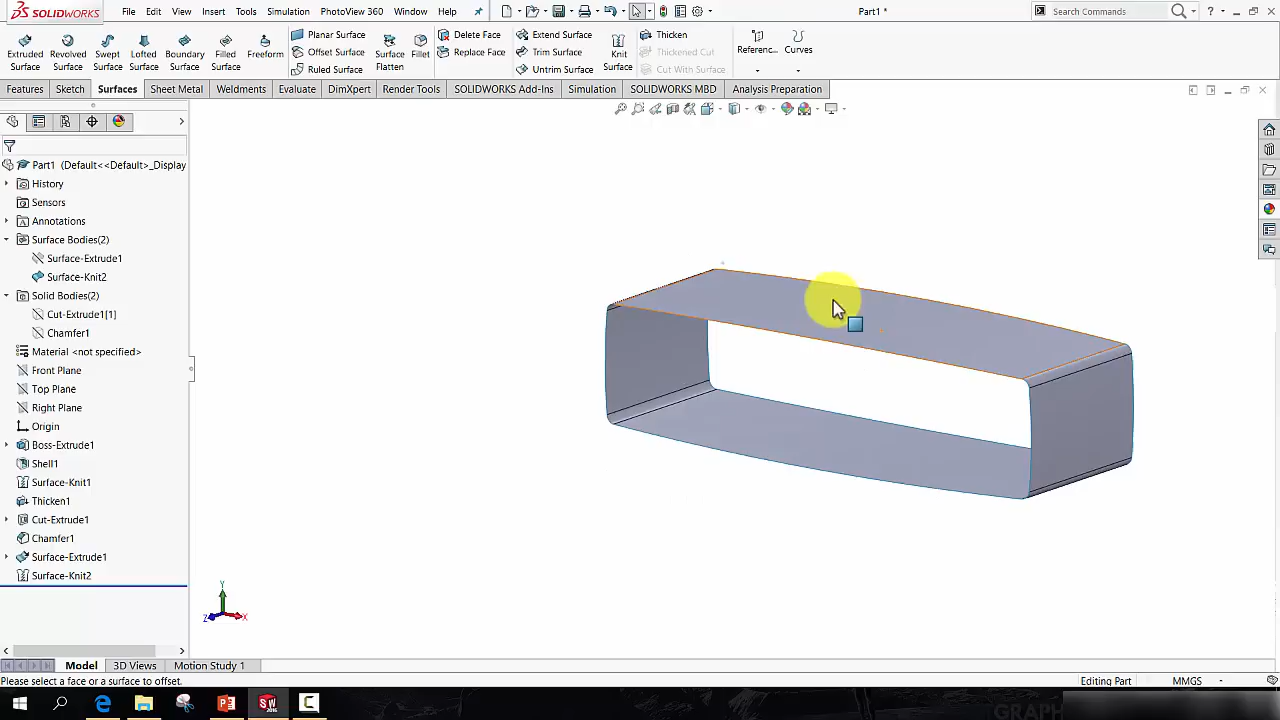 SOLIDWORKS File Edit View Insert Tools Simulation PhotoView 360 Window Help Part1 * Search Commands ?
Extruded Surface Revolved Surface Swept Surface Lofted Surface Boundary Surface Filled Surface Freeform Planar Surface Offset Surface Ruled Surface Surface Flatten Fillet Delete Face Replace Face Extend Surface Trim Surface Untrim Surface Knit Surface Thicken Thickened Cut Cut With Surface Referenc... Curves
Features Sketch Surfaces Sheet Metal Weldments Evaluate DimXpert Render Tools SOLIDWORKS Add-Ins Simulation SOLIDWORKS MBD Analysis Preparation
Part1 (Default<<Default>_Display
History
Sensors
Annotations
Surface Bodies(2)
Surface-Extrude1
Surface-Knit2
Solid Bodies(2)
Cut-Extrude1[1]
Chamfer1
Material <not specified>
Front Plane
Top Plane
Right Plane
Origin
Boss-Extrude1
Shell1
Surface-Knit1
Thicken1
Cut-Extrude1
Chamfer1
Surface-Extrude1
Surface-Knit2
Y
Z X
Model 3D Views Motion Study 1
Please select a face or a surface to offset. Editing Part MMGS
GRAPH